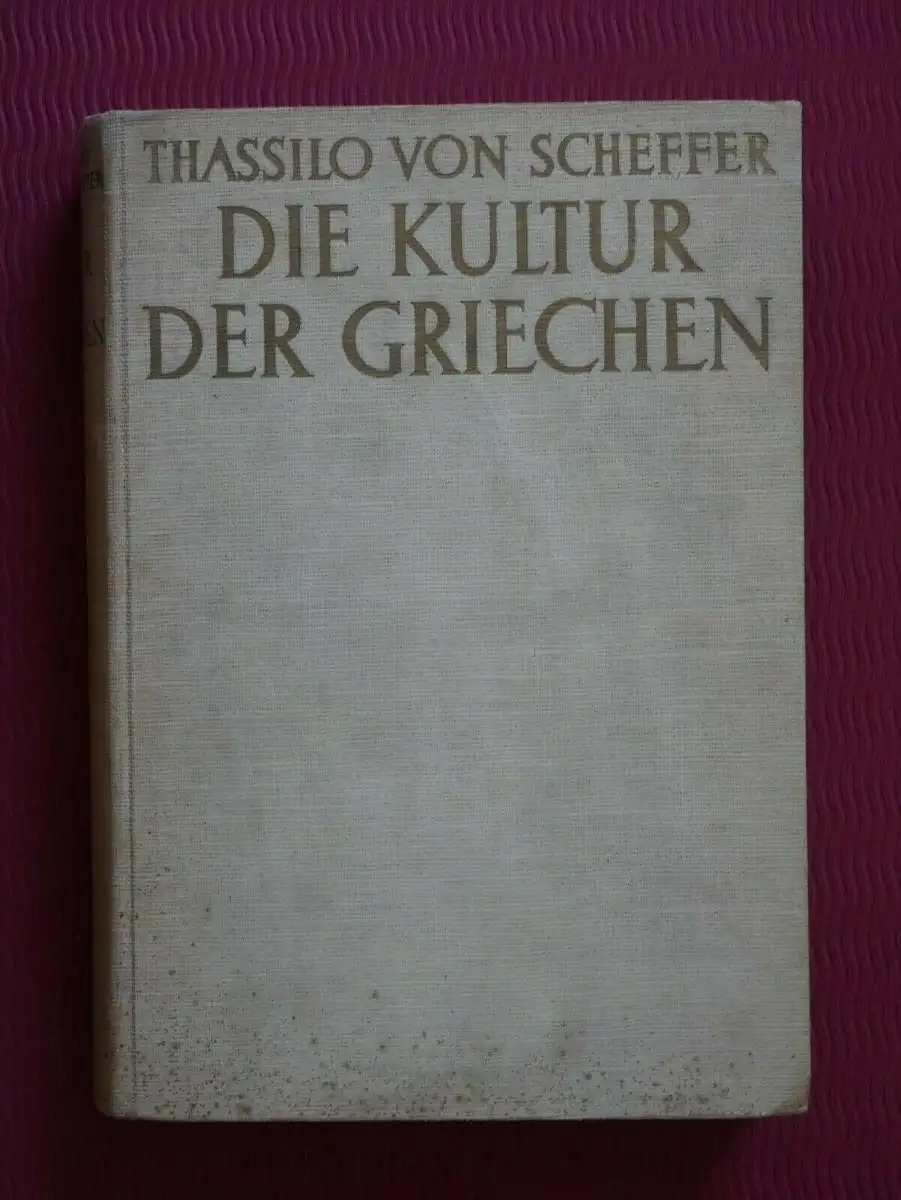 THASSILO VON SCHEFFER
DIE KULTUR
DER GRIECHEN